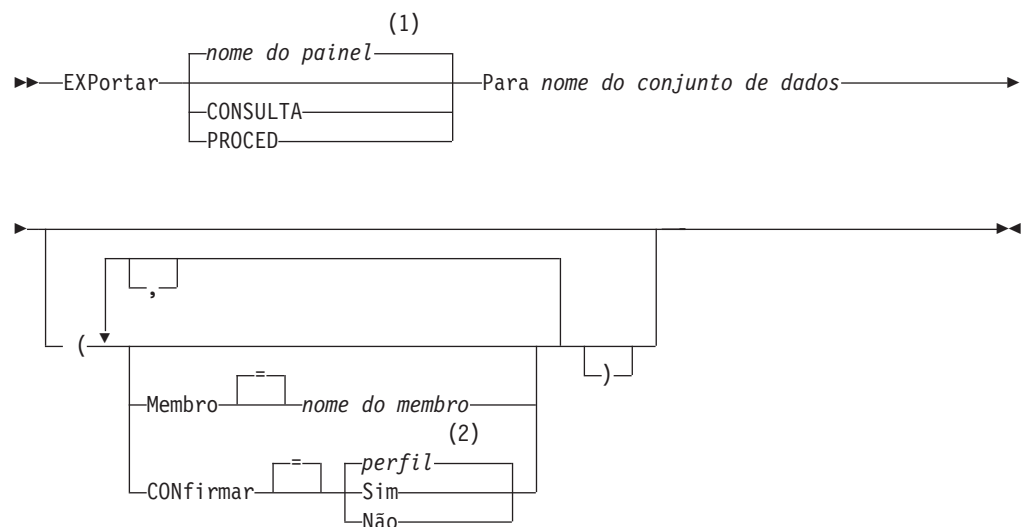 (1)
nome do painel
EXPortar
Para nome do conjunto de dados
CONSULTA
PROCED
,
(
)
Membro = nome do membro
(2)
CONfirmar = perfil
Sim
Não